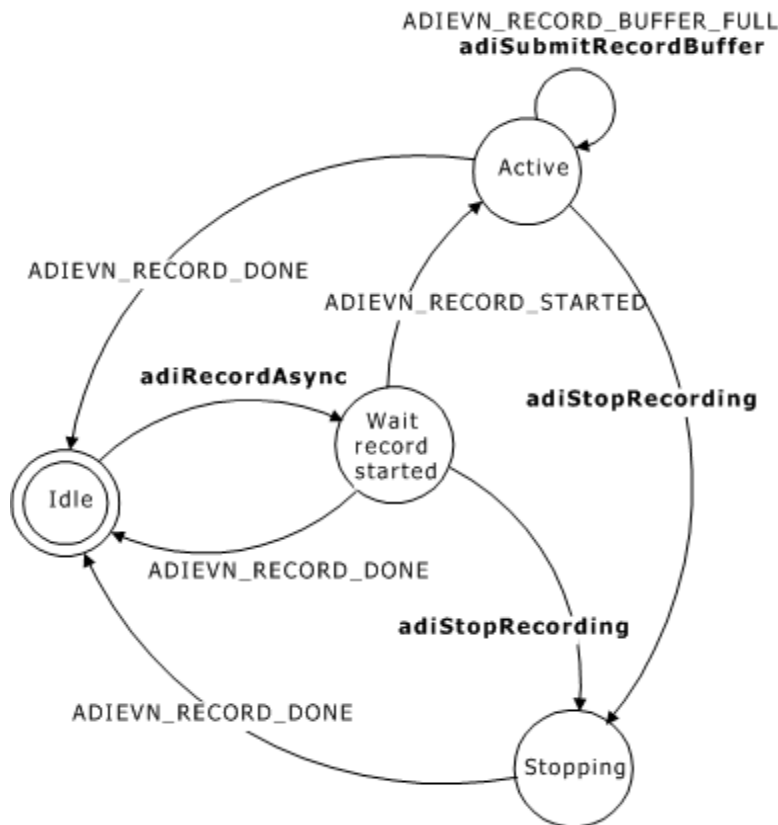 ADIEVN_RECORD_BUFFER_FULL
adiSubmitRecordBuffer
Active
ADIEVN_RECORD_DONE
ADIEVN_RECORD_STARTED
adiRecordAsync
adiStopRecording
Wait
record
started
Idle
ADIEVN_RECORD_DONE
adiStopRecording
ADIEVN_RECORD_DONE
Stopping